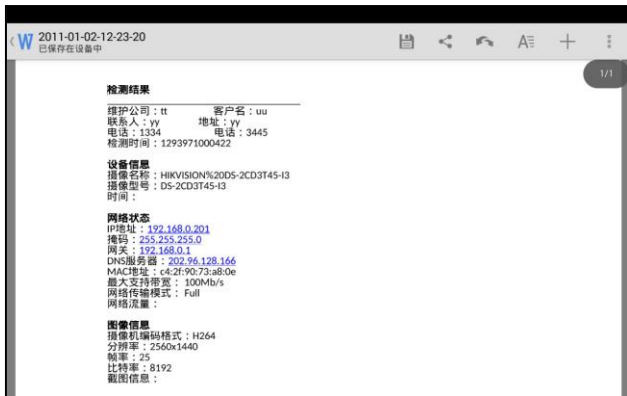 W 2011-01-02-12-23-20
已保存在设备中
1/1
检测结果
维护公司：tt 客户名：uu
联系人：yy 地址：yy
电话：1334 电话：3445
检测时间：1293971000422
设备信息
摄像名称：HIKVISION%20DS-2CD3T45-I3
摄像型号：DS-2CD3T45-I3
时间：
网络状态
IP地址：192.168.0.201
掩码：255.255.255.0
网关：192.168.0.1
DNS服务器：202.96.128.166
MAC地址：c4:2f:90:73:a8:0e
最大支持带宽：100Mb/s
网络传输模式：Full
网络流量：
图像信息
摄像机编码格式：H264
分辨率：2560x1440
帧率：25
比特率：8192
截图信息：